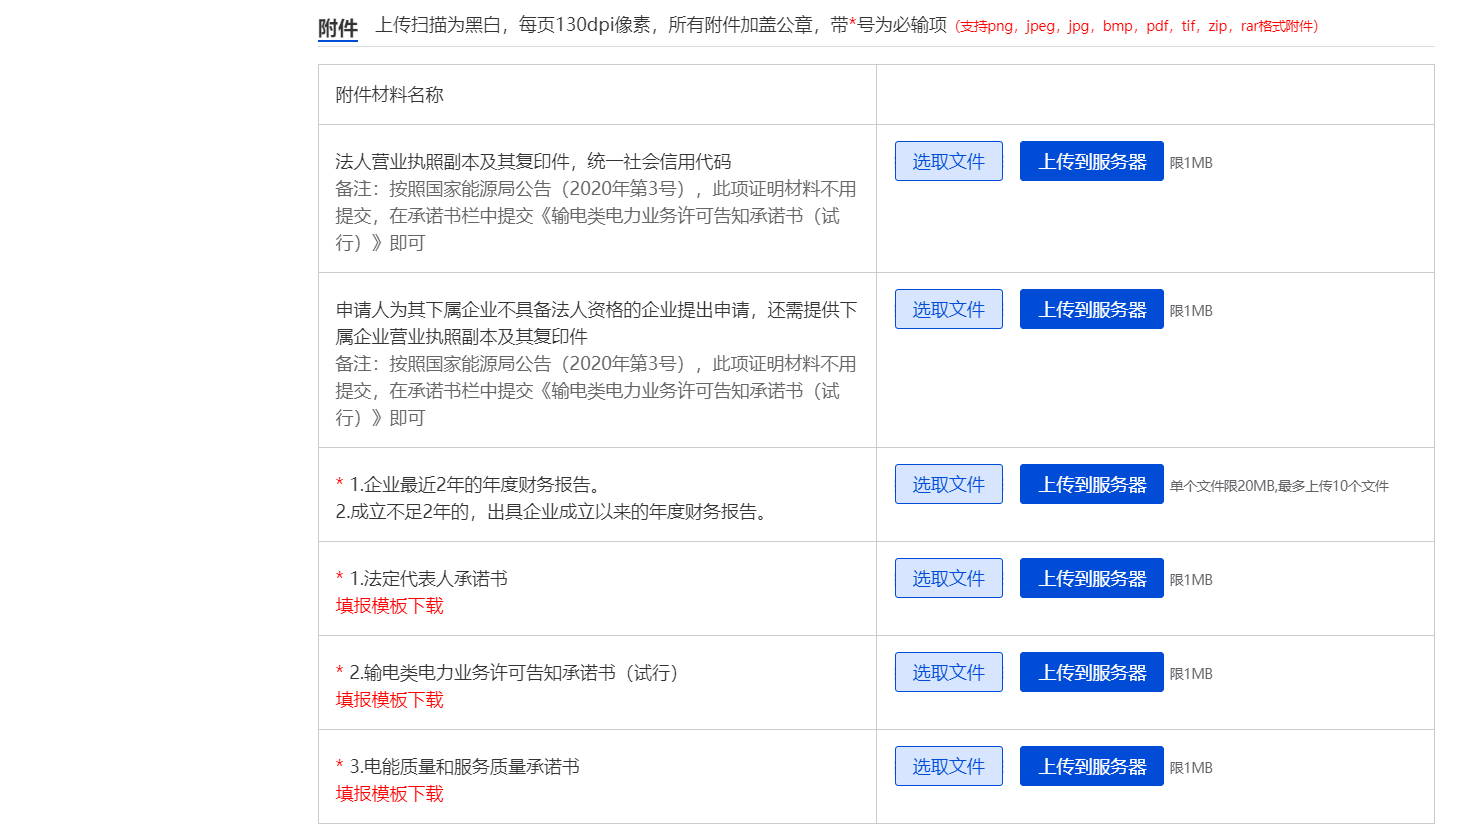 附件 上传扫描为黑白，每页130dpi像素，所有附件加盖公章，带*号为必输项（支持png，jpeg，jpg，bmp，pdf，tif，zip，rar格式附件）
附件材料名称
法人营业执照副本及其复印件，统一社会信用代码
备注：按照国家能源局公告（2020年第3号），此项证明材料不用
提交，在承诺书栏中提交《输电类电力业务许可告知承诺书（试
行）》即可
选取文件 上传到服务器 限1MB
申请人为其下属企业不具备法人资格的企业提出申请，还需提供下
属企业营业执照副本及其复印件
备注：按照国家能源局公告（2020年第3号），此项证明材料不用
提交，在承诺书栏中提交《输电类电力业务许可告知承诺书（试
行）》即可
选取文件 上传到服务器 限1MB
* 1.企业最近2年的年度财务报告。
2.成立不足2年的，出具企业成立以来的年度财务报告。
选取文件 上传到服务器 单个文件限20MB,最多上传10个文件
* 1.法定代表人承诺书
填报模板下载
选取文件 上传到服务器 限1MB
* 2.输电类电力业务许可告知承诺书（试行）
填报模板下载
选取文件 上传到服务器 限1MB
* 3.电能质量和服务质量承诺书
填报模板下载
选取文件 上传到服务器 限1MB